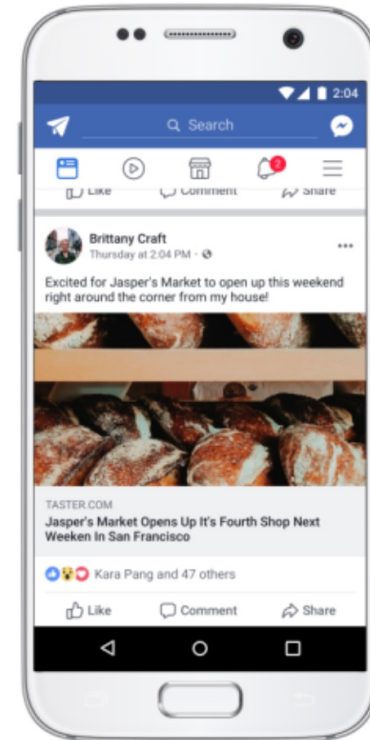 2:04
Search
2
Like Comment Share
Brittany Craft
Thursday at 2:04 PM ·
Excited for Jasper's Market to open up this weekend
right around the corner from my house!
TASTER.COM
Jasper's Market Opens Up It's Fourth Shop Next
Weeken In San Francisco
Kara Pang and 47 others
Like Comment Share